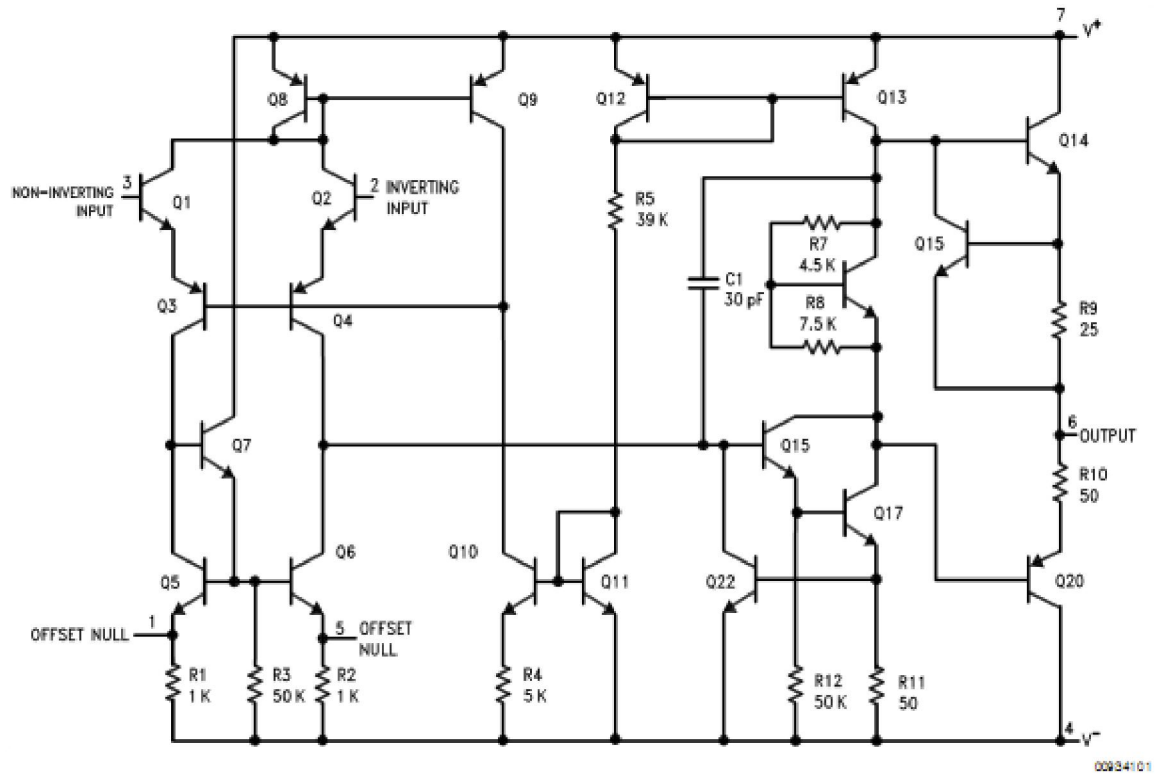 7
V+
Q8
Q9
Q12
Q13
Q14
3
NON-INVERTING
INPUT
Q1
Q2
2 INVERTING
INPUT
R5
39 K
R7
4.5 K
Q15
C1
30 pF
R8
7.5 K
R9
25
Q3
Q4
Q7
Q15
6
OUTPUT
R10
50
Q5
Q6
Q10
Q11
Q22
Q17
Q20
OFFSET NULL
1
5 OFFSET
NULL
R1
1 K
R3
50 K
R2
1 K
R4
5 K
R12
50 K
R11
50
4
V-
00934101